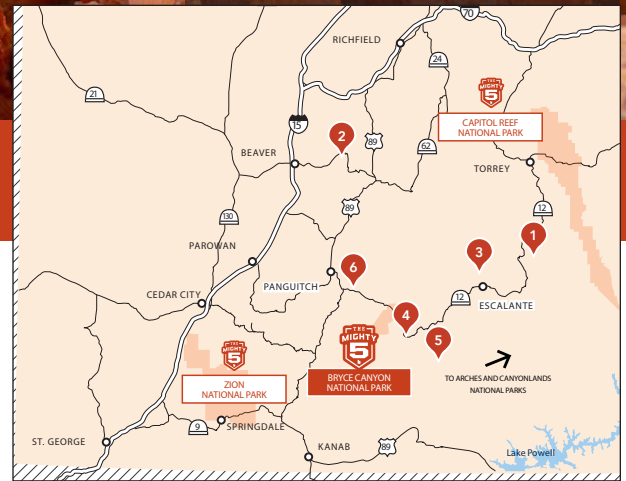 70
RICHFIELD
24
THE
MIGHTY
5
21
CAPITOL REEF
NATIONAL PARK
15
2
89
BEAVER
62
TORREY
12
89
130
1
PAROWAN
3
6
PANGUITCH
CEDAR CITY
12
ESCALANTE
4
THE
MIGHTY
5
THE
MIGHTY
5
5
TO ARCHES AND CANYONLANDS
NATIONAL PARKS
ZION
NATIONAL PARK
BRYCE CANYON
NATIONAL PARK
9
SPRINGDALE
ST. GEORGE
KANAB
89
Lake Powell